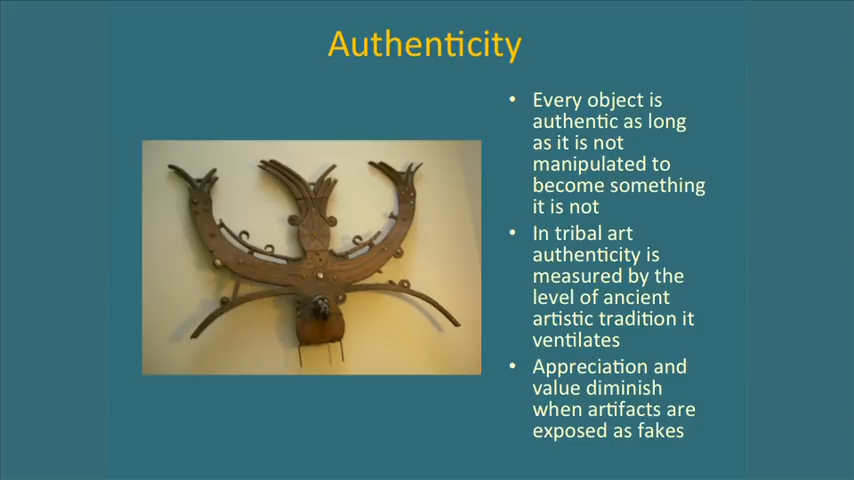 Authenticity
• Every object is
authentic as long
as it is not
manipulated to
become something
it is not
• In tribal art
authenticity is
measured by the
level of ancient
artistic tradition it
ventilates
• Appreciation and
value diminish
when artifacts are
exposed as fakes